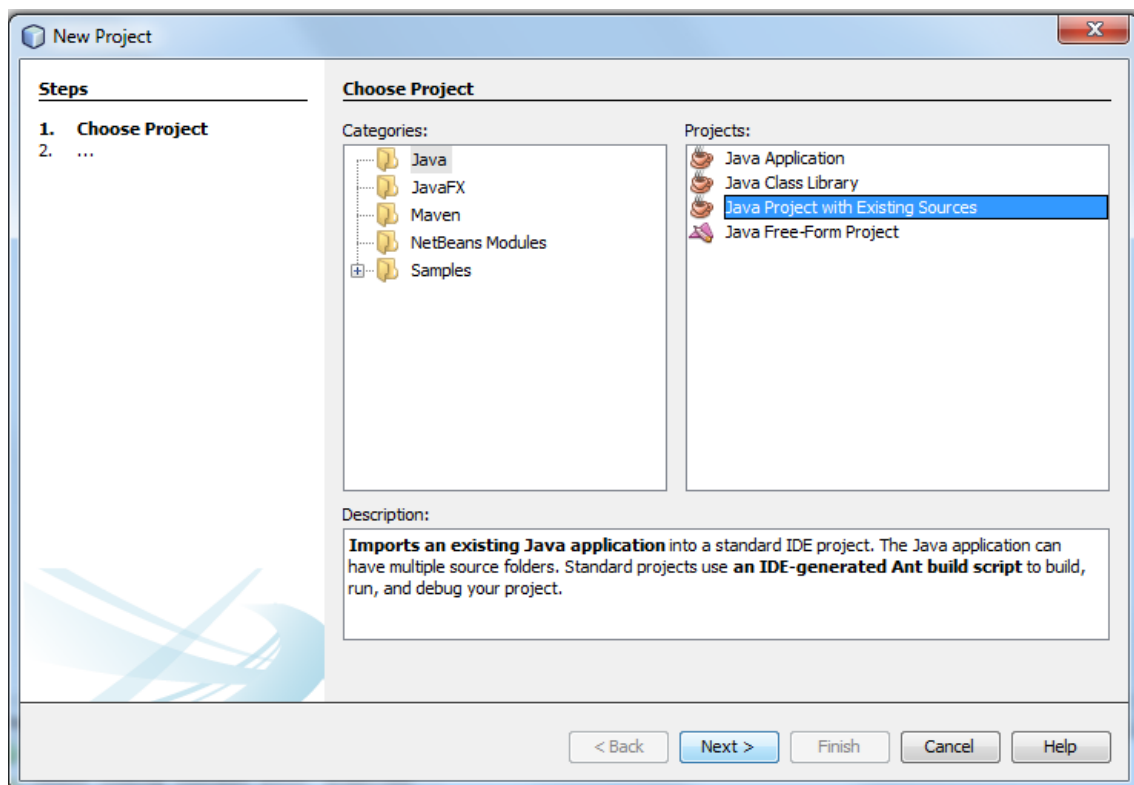 New Project
Steps
1. Choose Project
2. ...
Choose Project
Categories:
Java
JavaFX
Maven
NetBeans Modules
Samples
Projects:
Java Application
Java Class Library
Java Project with Existing Sources
Java Free-Form Project
Description:
Imports an existing Java application into a standard IDE project. The Java application can
have multiple source folders. Standard projects use an IDE-generated Ant build script to build,
run, and debug your project.
< Back Next > Finish Cancel Help